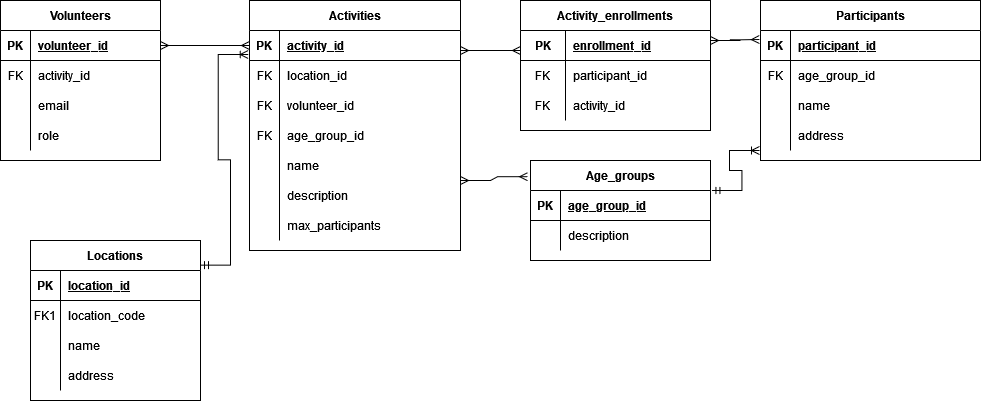 Volunteers
PK volunteer_id
FK activity_id
email
role
Activities
PK activity_id
FK location_id
FK volunteer_id
FK age_group_id
name
description
max_participants
Activity_enrollments
PK enrollment_id
FK participant_id
FK activity_id
Participants
PK participant_id
FK age_group_id
name
address
Age_groups
PK age_group_id
description
Locations
PK location_id
FK1 location_code
name
address